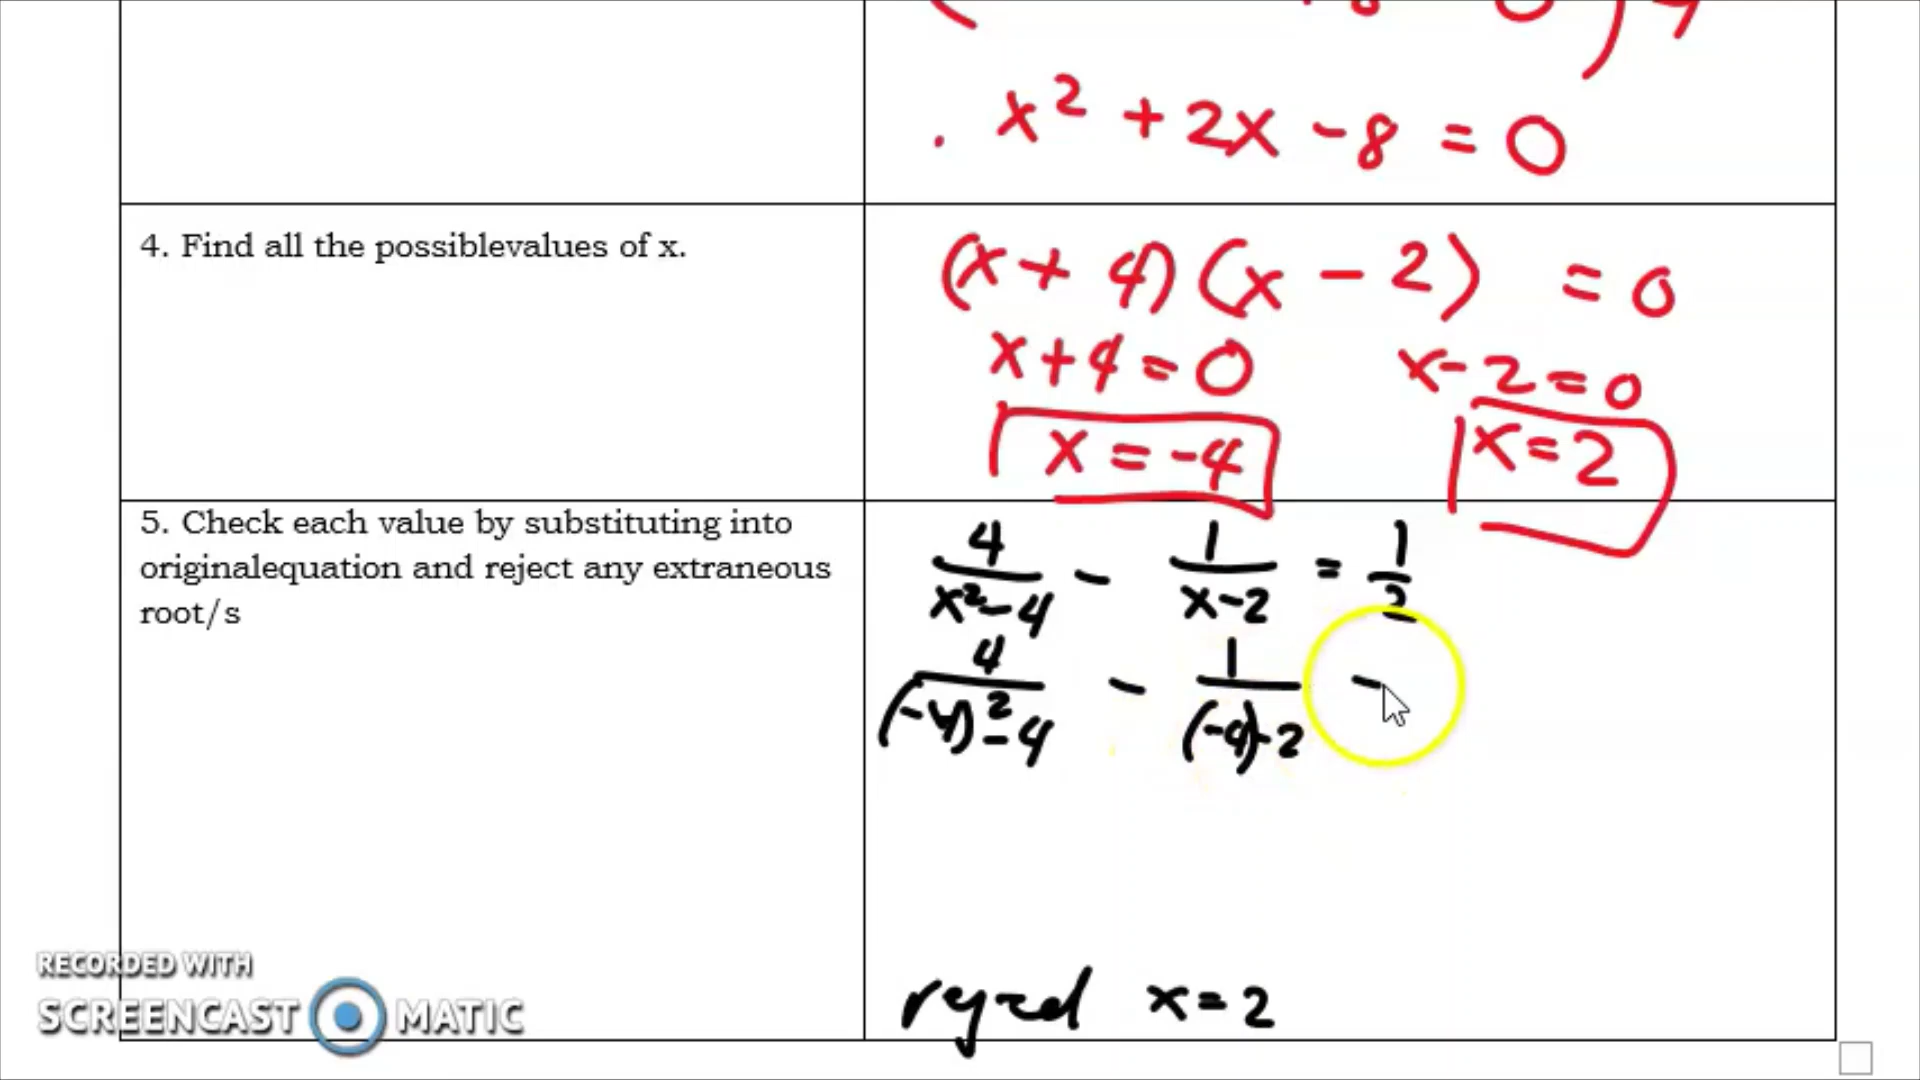 x² + 2x - 8 = 0
4. Find all the possiblevalues of x.
(x + 4) (x - 2) = 0
x + 4 = 0 x - 2 = 0
x = -4 x = 2
5. Check each value by substituting into
originalequation and reject any extraneous
root/s
4/(x² - 4) - 1/(x - 2) = 1/2
4/((-4)² - 4) - 1/((-4) - 2) -
x = 2
RECORDED WITH
SCREENCAST MATIC